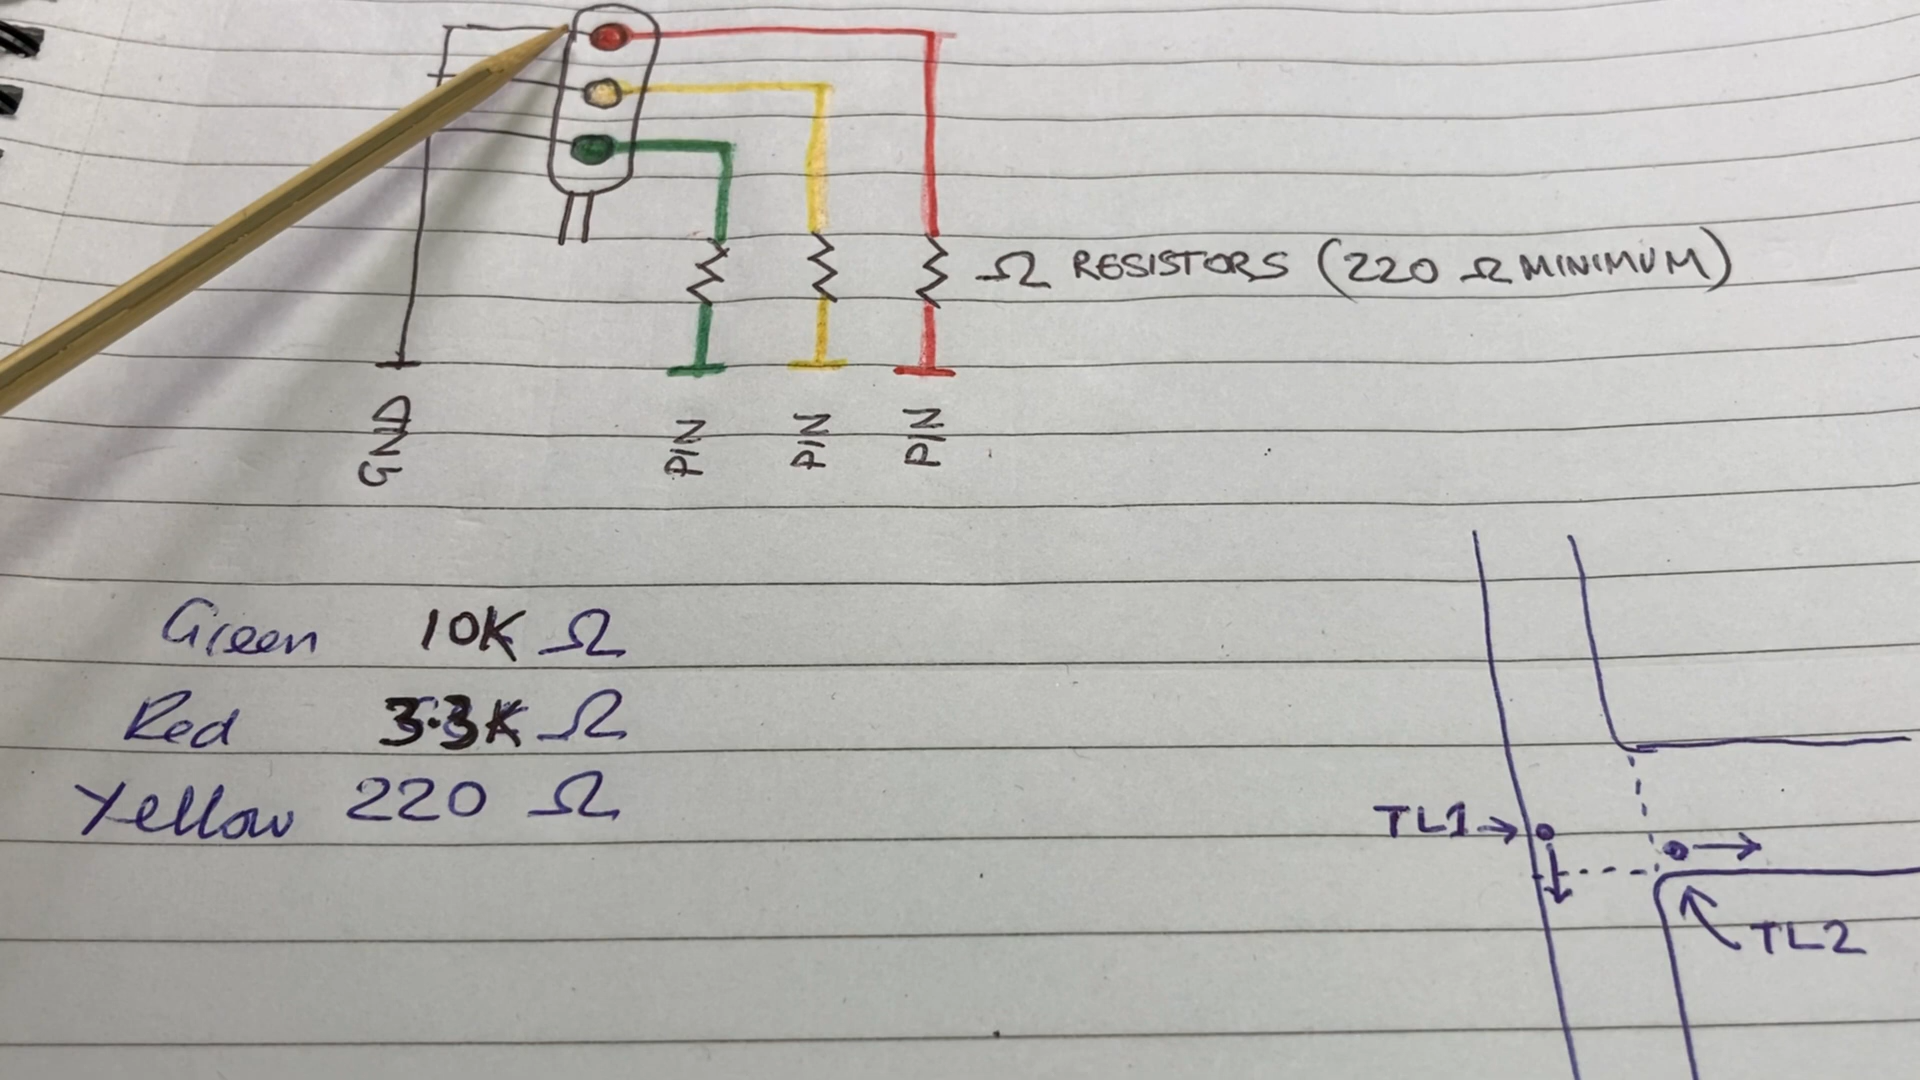 Ω RESISTORS (220 Ω MINIMUM)
GND
PIN
PIN
PIN
Green 10K Ω
Red 3.3K Ω
Yellow 220 Ω
TL1
TL2